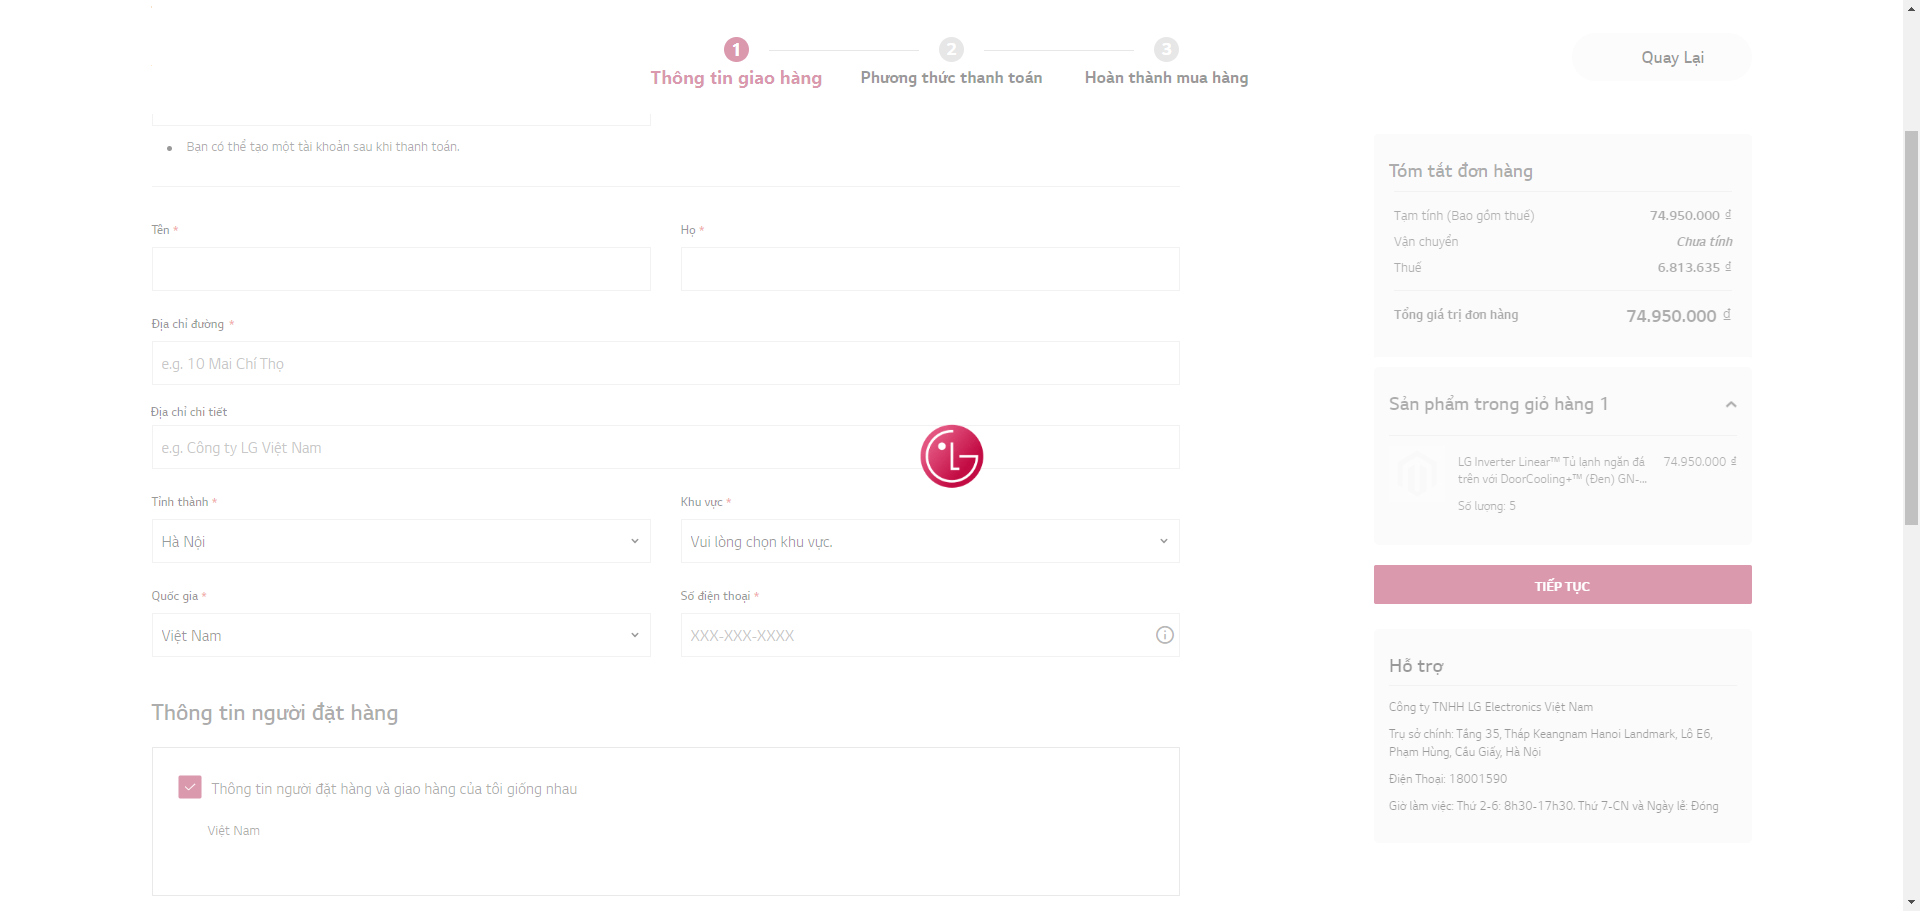 1
2
3
Thông tin giao hàng
Phương thức thanh toán
Hoàn thành mua hàng
Quay Lại
Bạn có thể tạo một tài khoản sau khi thanh toán.
Tên *
Họ *
Địa chỉ đường *
e.g. 10 Mai Chí Thọ
Địa chỉ chi tiết
e.g. Công ty LG Việt Nam
Tỉnh thành *
Khu vực *
Hà Nội
Vui lòng chọn khu vực.
Quốc gia *
Số điện thoại *
Việt Nam
XXX-XXX-XXXX
Thông tin người đặt hàng
Thông tin người đặt hàng và giao hàng của tôi giống nhau
Việt Nam
LG
Tóm tắt đơn hàng
Tạm tính (Bao gồm thuế) 74.950.000 ₫
Vận chuyển Chưa tính
Thuế 6.813.635 ₫
Tổng giá trị đơn hàng 74.950.000 ₫
Sản phẩm trong giỏ hàng 1
LG Inverter Linear™ Tủ lạnh ngăn đá 74.950.000 ₫
trên với DoorCooling+™ (Đen) GN-...
Số lượng: 5
TIẾP TỤC
Hỗ trợ
Công ty TNHH LG Electronics Việt Nam
Trụ sở chính: Tầng 35, Tháp Keangnam Hanoi Landmark, Lô E6,
Phạm Hùng, Cầu Giấy, Hà Nội
Điện Thoại: 18001590
Giờ làm việc: Thứ 2-6: 8h30-17h30. Thứ 7-CN và Ngày lễ: Đóng